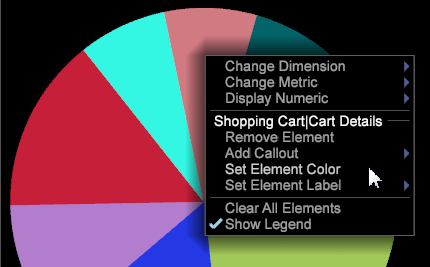 Change Dimension
Change Metric
Display Numeric
Shopping Cart|Cart Details
Remove Element
Add Callout
Set Element Color
Set Element Label
Clear All Elements
Show Legend